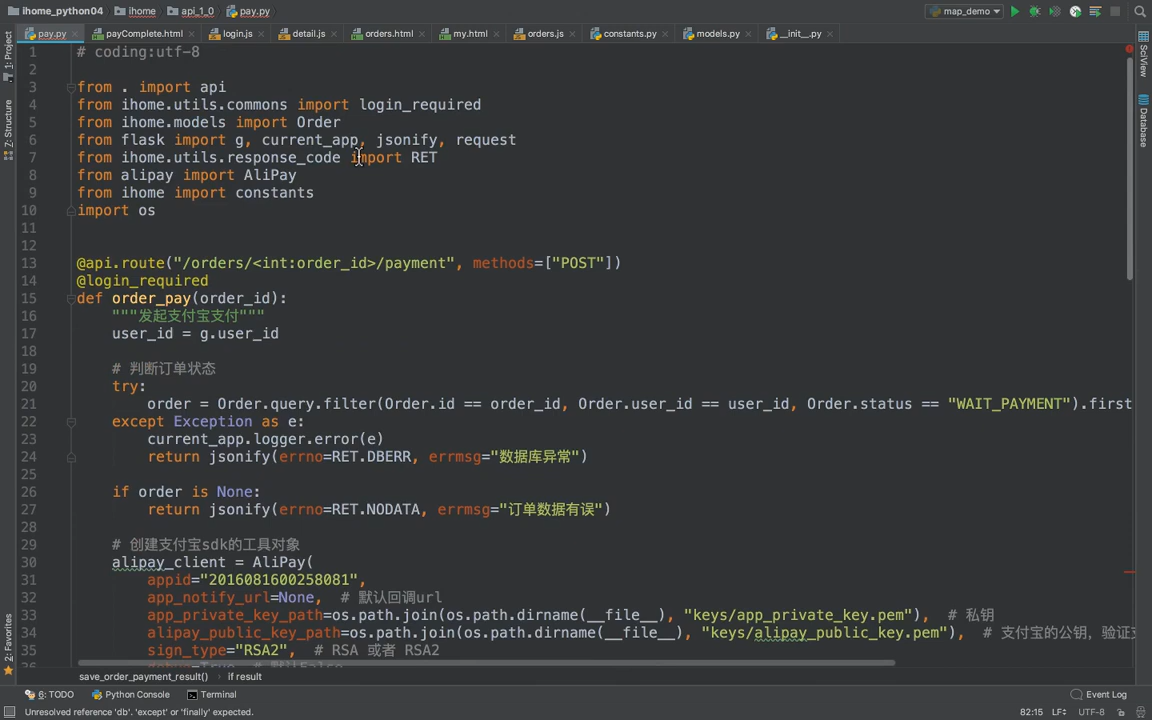 ihome_python04 ihome api_1_0 pay.py map_demo
pay.py payComplete.html login.js detail.js orders.html my.html orders.js constants.py models.py __init__.py
1: Project
Z: Structure
2: Favorites
SciView
Database
1 # coding:utf-8
2
3 from . import api
4 from ihome.utils.commons import login_required
5 from ihome.models import Order
6 from flask import g, current_app, jsonify, request
7 from ihome.utils.response_code import RET
8 from alipay import AliPay
9 from ihome import constants
10 import os
11
12
13 @api.route("/orders/<int:order_id>/payment", methods=["POST"])
14 @login_required
15 def order_pay(order_id):
16 """发起支付宝支付"""
17 user_id = g.user_id
18
19 # 判断订单状态
20 try:
21 order = Order.query.filter(Order.id == order_id, Order.user_id == user_id, Order.status == "WAIT_PAYMENT").first
22 except Exception as e:
23 current_app.logger.error(e)
24 return jsonify(errno=RET.DBERR, errmsg="数据库异常")
25
26 if order is None:
27 return jsonify(errno=RET.NODATA, errmsg="订单数据有误")
28
29 # 创建支付宝sdk的工具对象
30 alipay_client = AliPay(
31 appid="2016081600258081",
32 app_notify_url=None, # 默认回调url
33 app_private_key_path=os.path.join(os.path.dirname(__file__), "keys/app_private_key.pem"), # 私钥
34 alipay_public_key_path=os.path.join(os.path.dirname(__file__), "keys/alipay_public_key.pem"), # 支付宝的公钥，验证
35 sign_type="RSA2", # RSA 或者 RSA2
36 debug=True # 默认False
save_order_payment_result() › if result
6: TODO Python Console Terminal Event Log
Unresolved reference 'db'. 'except' or 'finally' expected. 82:15 LF UTF-8